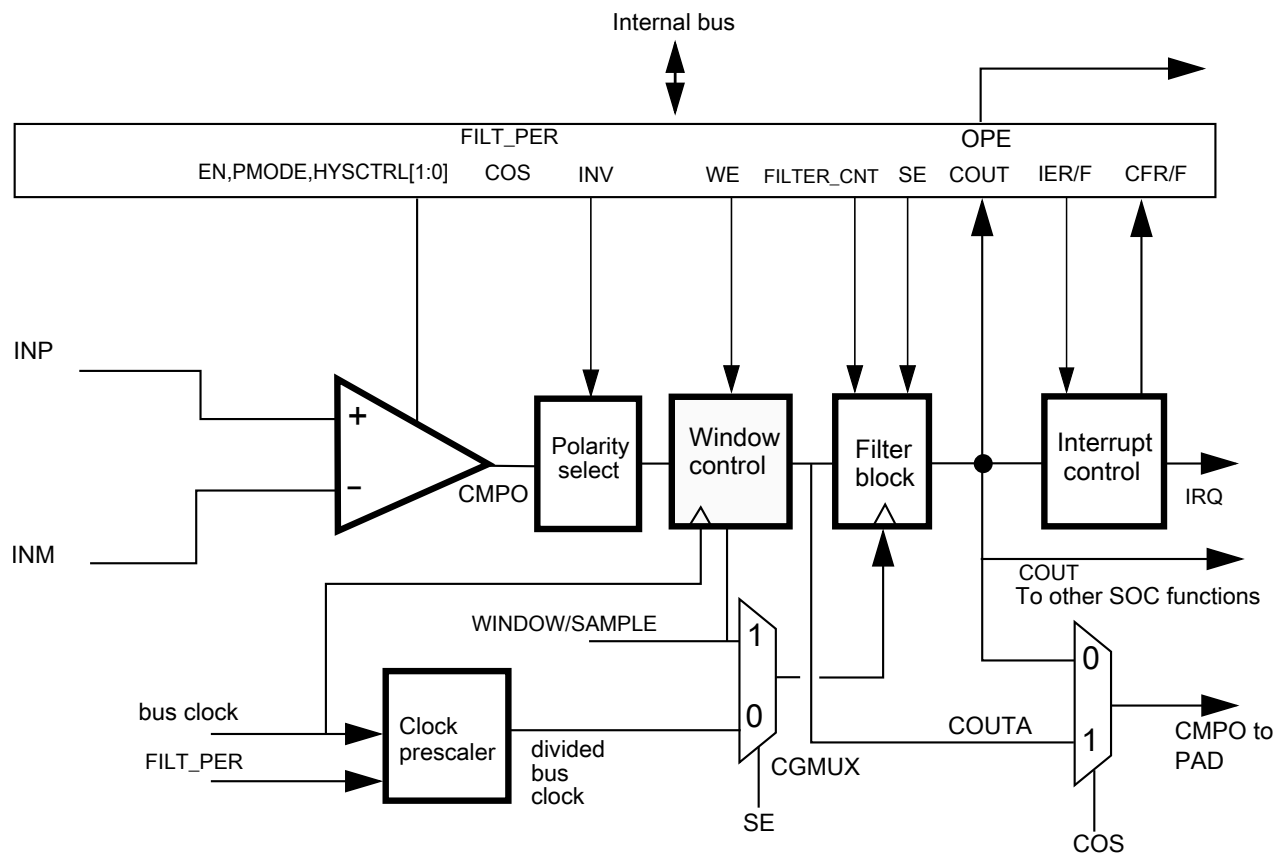 Internal bus
FILT_PER
OPE
EN,PMODE,HYSCTRL[1:0]
COS
INV
WE
FILTER_CNT
SE
COUT
IER/F
CFR/F
INP
+
Polarity
select
Window
control
Filter
block
Interrupt
control
−
CMPO
IRQ
INM
COUT
To other SOC functions
WINDOW/SAMPLE
1
0
0
bus clock
Clock
prescaler
FILT_PER
divided
bus
clock
CGMUX
COUTA
1
CMPO to
PAD
SE
COS